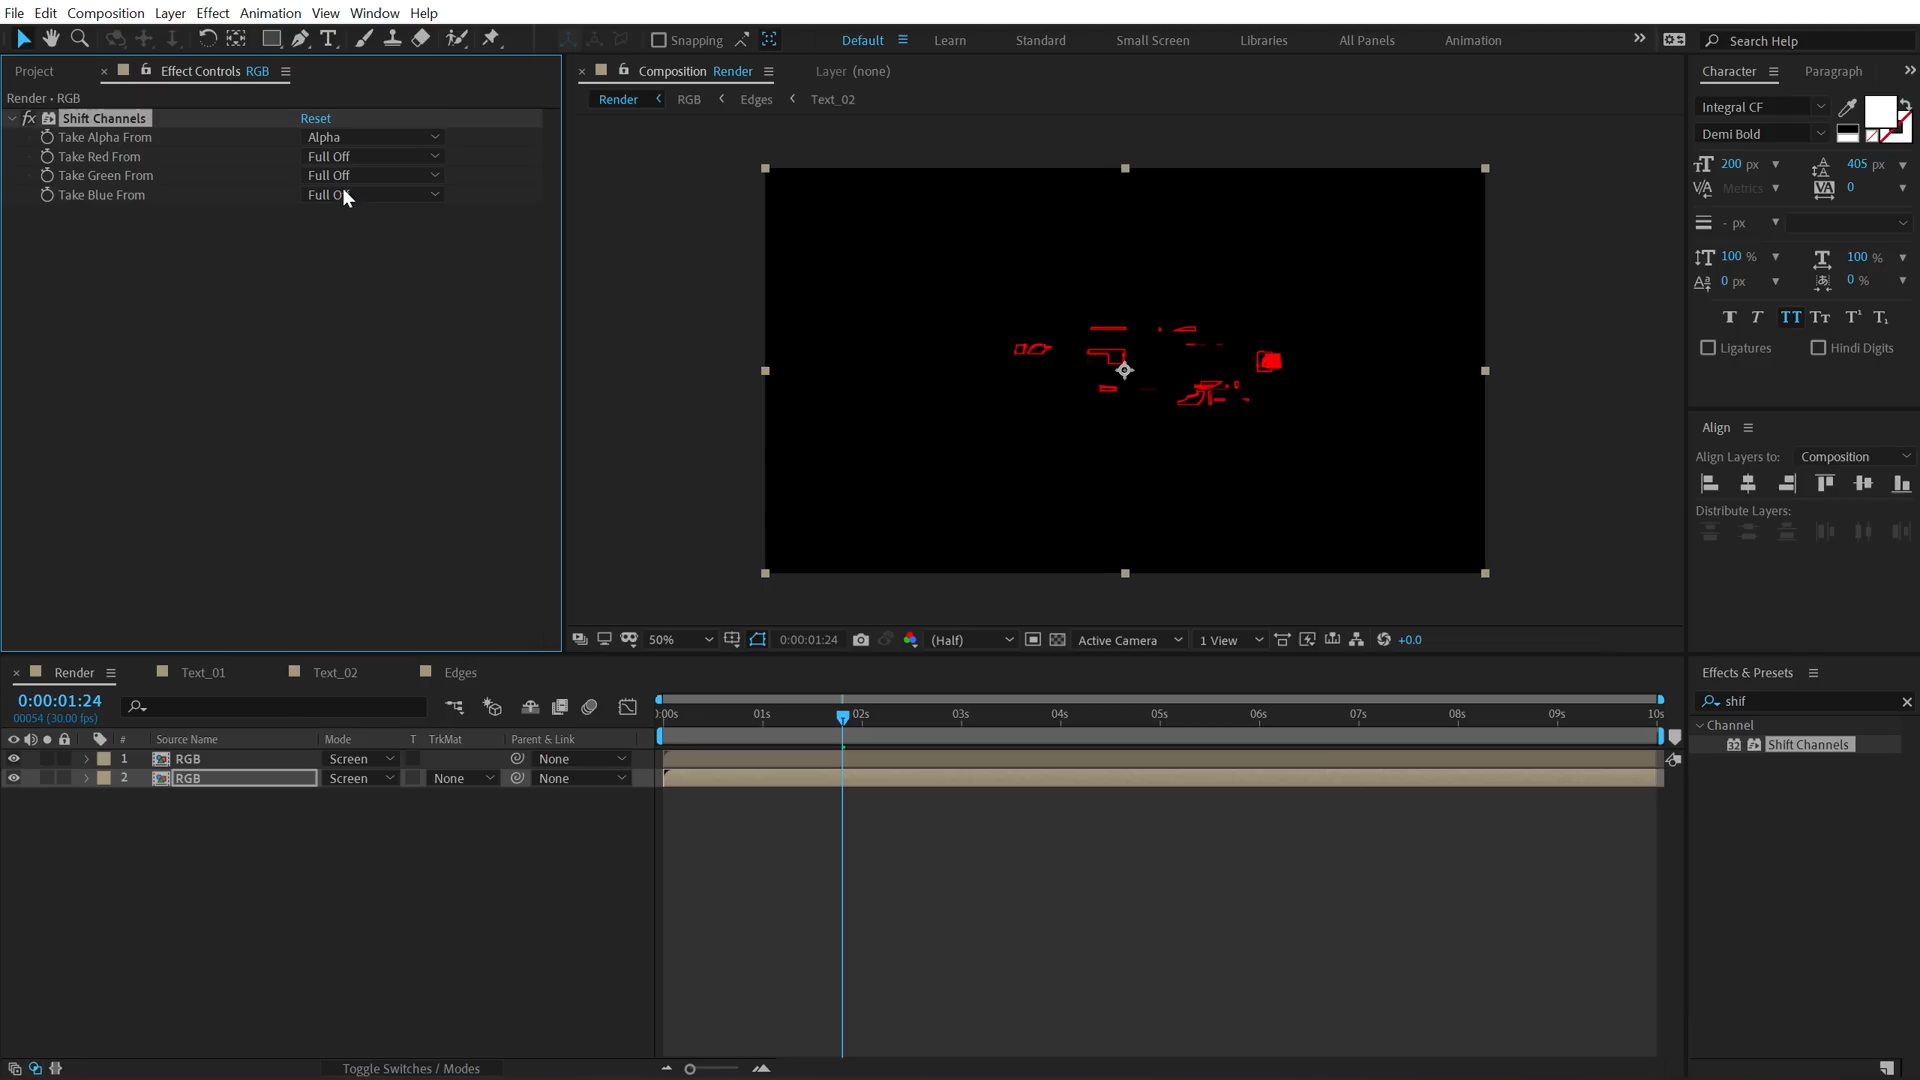 File Edit Composition Layer Effect Animation View Window Help
Snapping Default Learn Standard Small Screen Libraries All Panels Animation Search Help
Project Effect Controls RGB Composition Render Layer (none) Character Paragraph
Render • RGB Render RGB Edges Text_02
fx Shift Channels Reset
Take Alpha From Alpha
Take Red From Full Off
Take Green From Full Off
Take Blue From
Integral CF
Demi Bold
200 px 405 px
Metrics 0
- px
100 % 100 %
0 px 0 %
Ligatures Hindi Digits
Align
Align Layers to: Composition
Distribute Layers:
50% 0:00:01:24 (Half) Active Camera 1 View +0.0
Render Text_01 Text_02 Edges
Effects & Presets
0:00:01:24
00054 (30.00 fps)
shif
Channel
32 Shift Channels
:00s 01s 02s 03s 04s 05s 06s 07s 08s 09s 10s
# Source Name Mode T TrkMat Parent & Link
1 RGB Screen None
2 RGB Screen None None
Toggle Switches / Modes